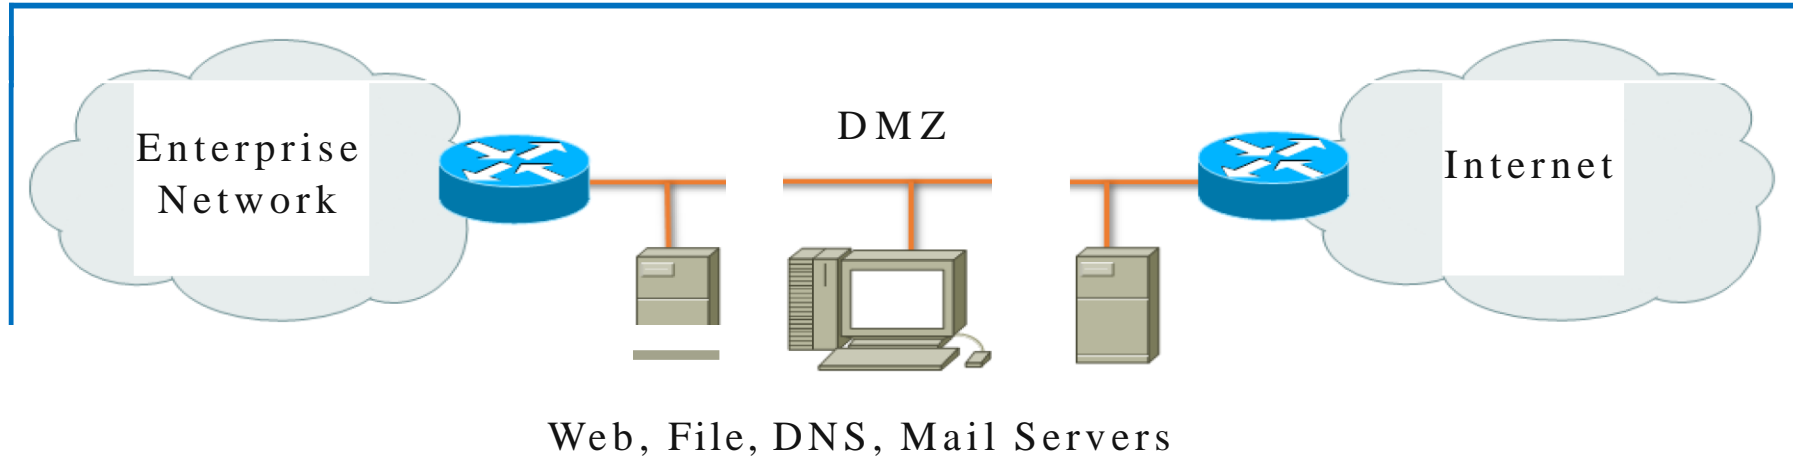 Enterprise
Network
DMZ
Internet
Web, File, DNS, Mail Servers